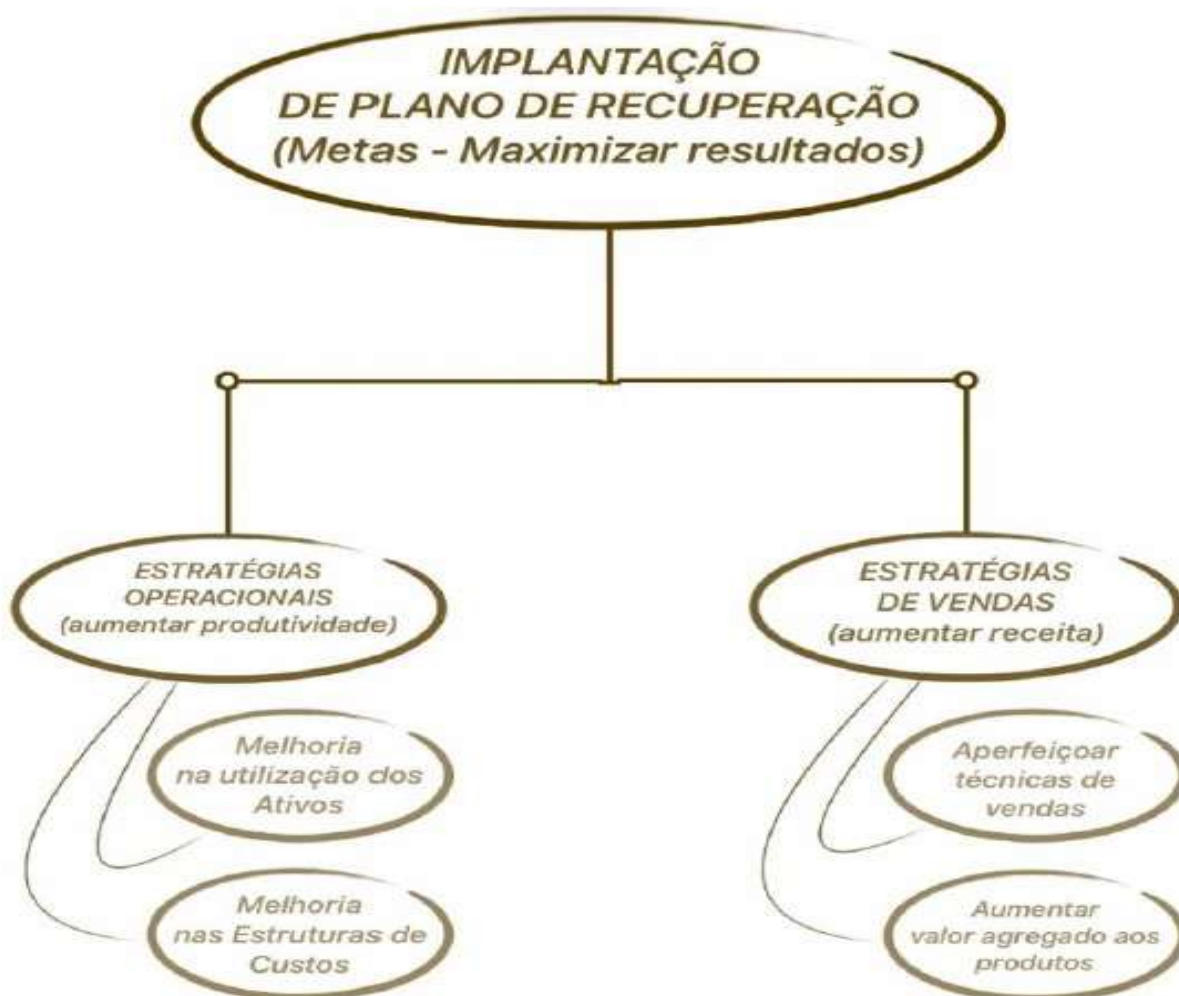 IMPLANTAÇÃO
DE PLANO DE RECUPERAÇÃO
(Metas - Maximizar resultados)
ESTRATÉGIAS
OPERACIONAIS
(aumentar produtividade)
Melhoria
na utilização dos
Ativos
Melhoria
nas Estruturas de
Custos
ESTRATÉGIAS
DE VENDAS
(aumentar receita)
Aperfeiçoar
técnicas de
vendas
Aumentar
valor agregado aos
produtos